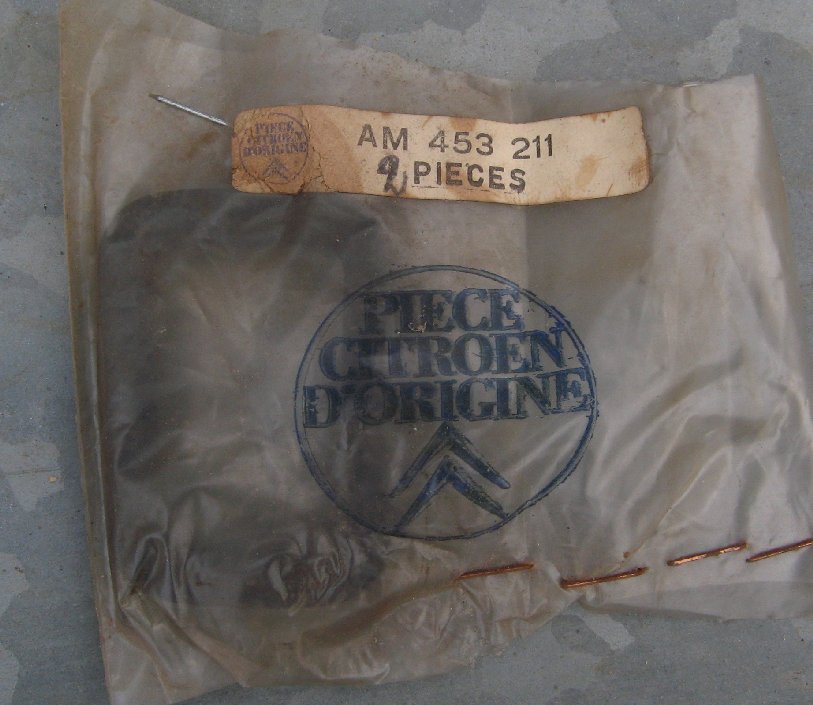 PIECE
CITROEN
D'ORIGINE
AM 453 211
2 PIECES
PIECE
CITROEN
D'ORIGINE